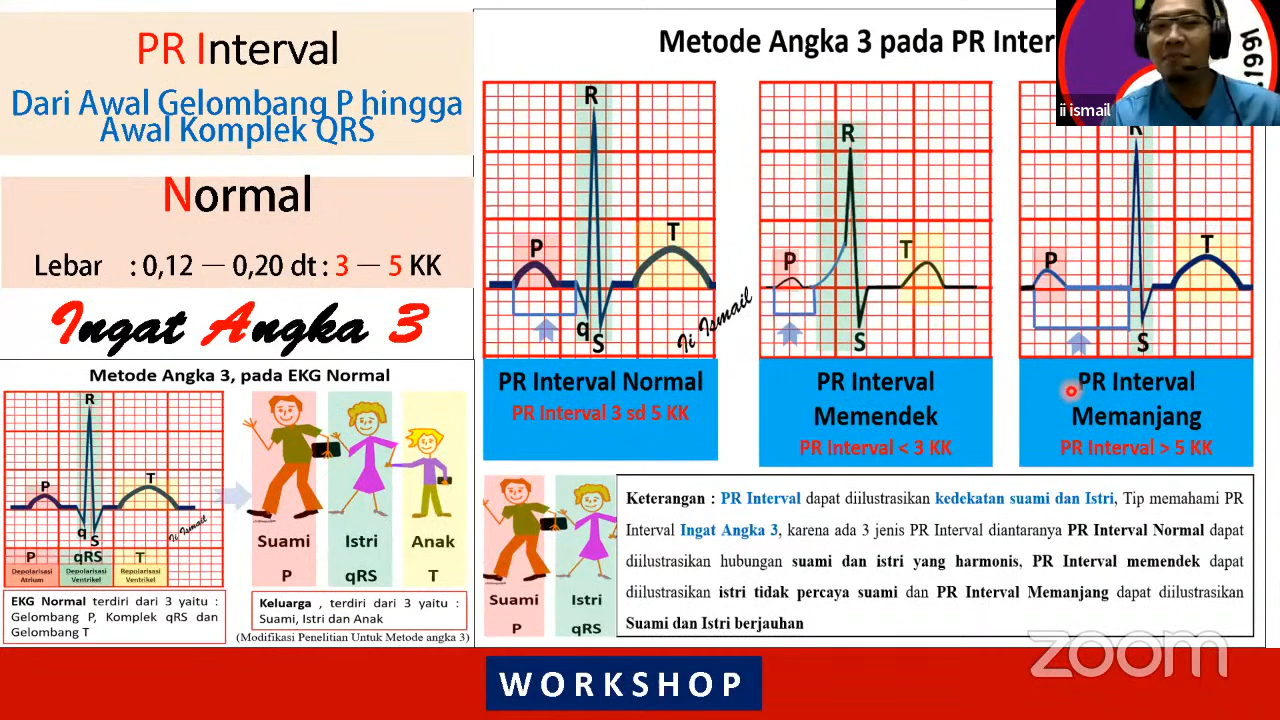 PR Interval
Dari Awal Gelombang P hingga
Awal Komplek QRS
Normal
Lebar : 0,12 – 0,20 dt : 3 – 5 KK
Ingat Angka 3
Metode Angka 3, pada EKG Normal
R
P
T
q
S
Ii Ismail
P
qRS
T
Depolarisasi
Atrium
Depolarisasi
Ventrikel
Repolarisasi
Ventrikel
EKG Normal terdiri dari 3 yaitu :
Gelombang P, Komplek qRS dan
Gelombang T
Suami
Istri
Anak
P
qRS
T
Keluarga , terdiri dari 3 yaitu :
Suami, Istri dan Anak
(Modifikasi Penelitian Untuk Metode angka 3)
Metode Angka 3 pada PR Inter
1991
ii ismail
R
P
T
q
S
Ii Ismail
PR Interval Normal
PR Interval 3 sd 5 KK
R
P
T
S
PR Interval
Memendek
PR Interval < 3 KK
R
P
T
S
PR Interval
Memanjang
PR Interval > 5 KK
Suami
Istri
P
qRS
Keterangan : PR Interval dapat diilustrasikan kedekatan suami dan Istri, Tip memahami PR
Interval Ingat Angka 3, karena ada 3 jenis PR Interval diantaranya PR Interval Normal dapat
diilustrasikan hubungan suami dan istri yang harmonis, PR Interval memendek dapat
diilustrasikan istri tidak percaya suami dan PR Interval Memanjang dapat diilustrasikan
Suami dan Istri berjauhan
zoom
WORKSHOP